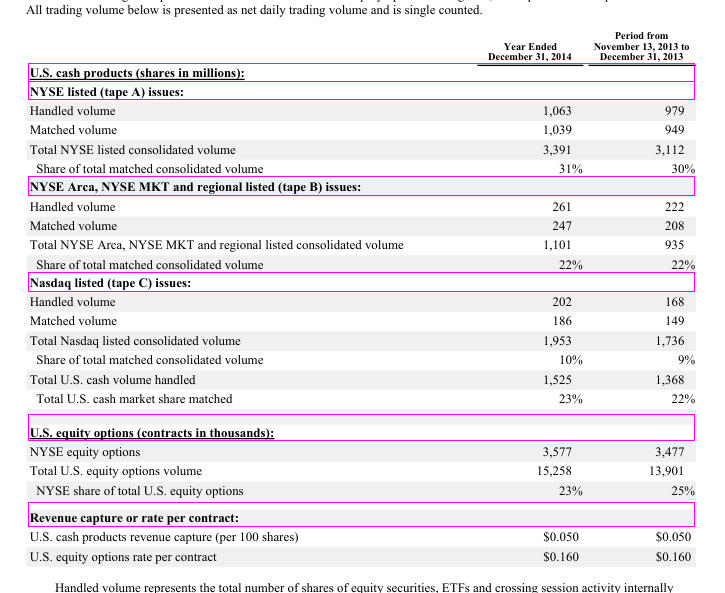 All trading volume below is presented as net daily trading volume and is single counted.
Year Ended December 31, 2014 Period from November 13, 2013 to December 31, 2013
U.S. cash products (shares in millions):
NYSE listed (tape A) issues:
Handled volume 1,063 979
Matched volume 1,039 949
Total NYSE listed consolidated volume 3,391 3,112
Share of total matched consolidated volume 31% 30%
NYSE Arca, NYSE MKT and regional listed (tape B) issues:
Handled volume 261 222
Matched volume 247 208
Total NYSE Arca, NYSE MKT and regional listed consolidated volume 1,101 935
Share of total matched consolidated volume 22% 22%
Nasdaq listed (tape C) issues:
Handled volume 202 168
Matched volume 186 149
Total Nasdaq listed consolidated volume 1,953 1,736
Share of total matched consolidated volume 10% 9%
Total U.S. cash volume handled 1,525 1,368
Total U.S. cash market share matched 23% 22%
U.S. equity options (contracts in thousands):
NYSE equity options 3,577 3,477
Total U.S. equity options volume 15,258 13,901
NYSE share of total U.S. equity options 23% 25%
Revenue capture or rate per contract:
U.S. cash products revenue capture (per 100 shares) $0.050 $0.050
U.S. equity options rate per contract $0.160 $0.160
Handled volume represents the total number of shares of equity securities, ETFs and crossing session activity internally